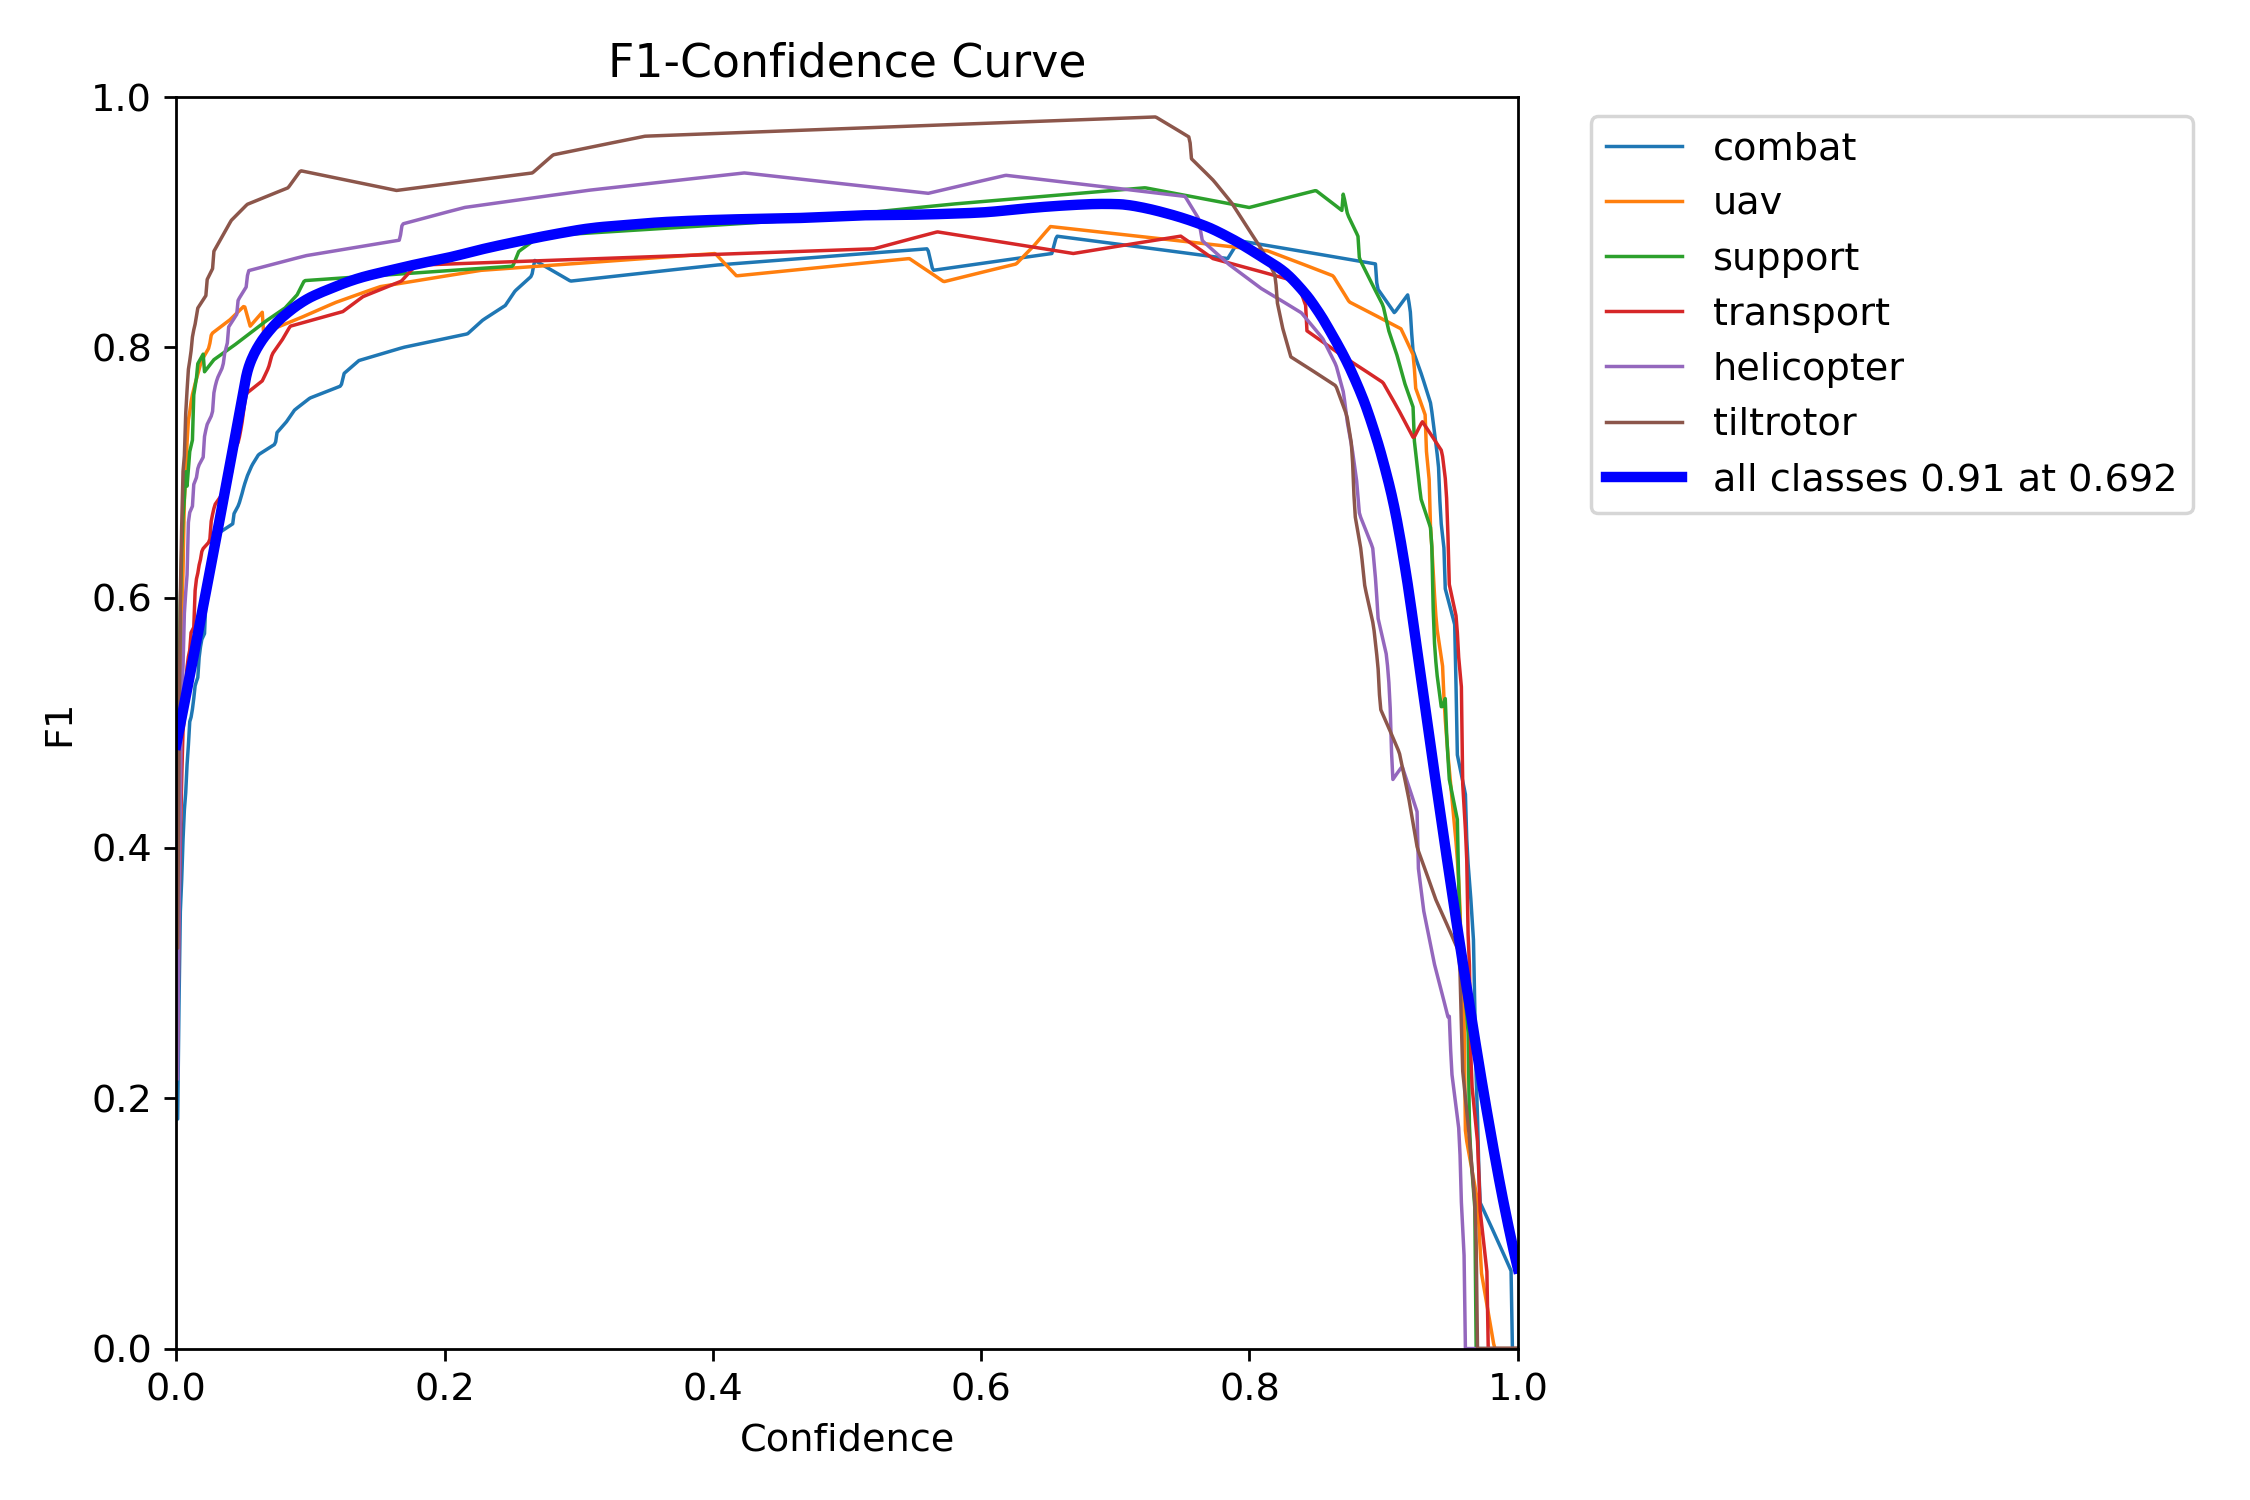 F1-Confidence Curve
1.0
0.8
0.6
0.4
0.2
0.0
F1
0.0 0.2 0.4 0.6 0.8 1.0
Confidence
combat
uav
support
transport
helicopter
tiltrotor
all classes 0.91 at 0.692